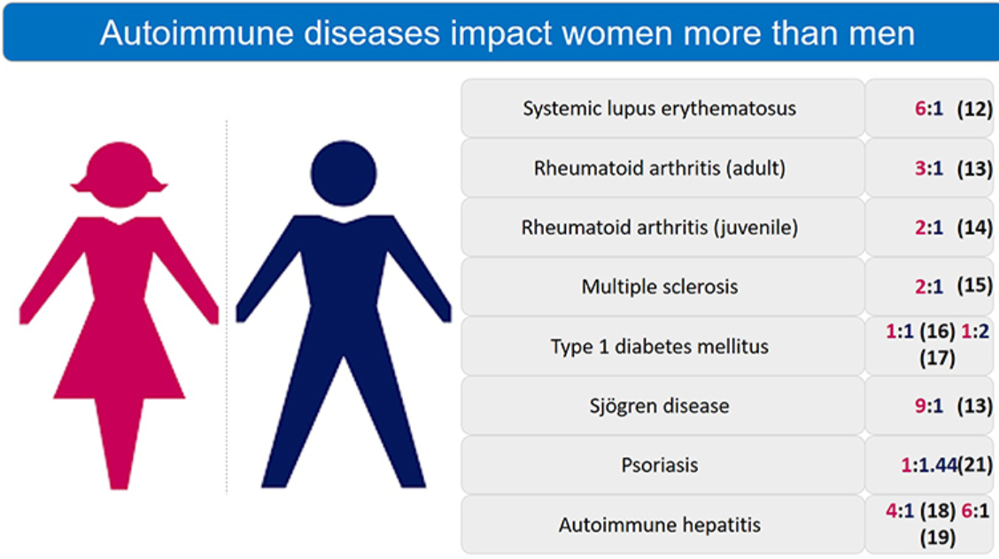 Autoimmune diseases impact women more than men
Systemic lupus erythematosus 6:1 (12)
Rheumatoid arthritis (adult) 3:1 (13)
Rheumatoid arthritis (juvenile) 2:1 (14)
Multiple sclerosis 2:1 (15)
Type 1 diabetes mellitus 1:1 (16) 1:2
(17)
Sjögren disease 9:1 (13)
Psoriasis 1:1.44(21)
Autoimmune hepatitis 4:1 (18) 6:1
(19)